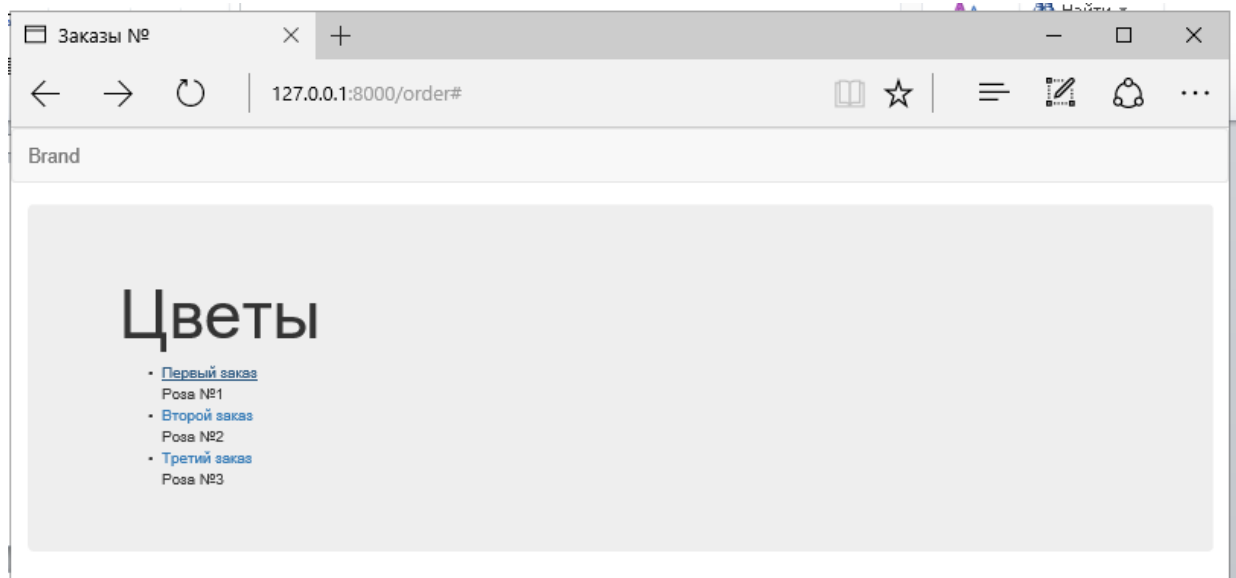 Найти
Заказы №
127.0.0.1:8000/order#
Brand
Цветы
Первый заказ
Роза №1
Второй заказ
Роза №2
Третий заказ
Роза №3